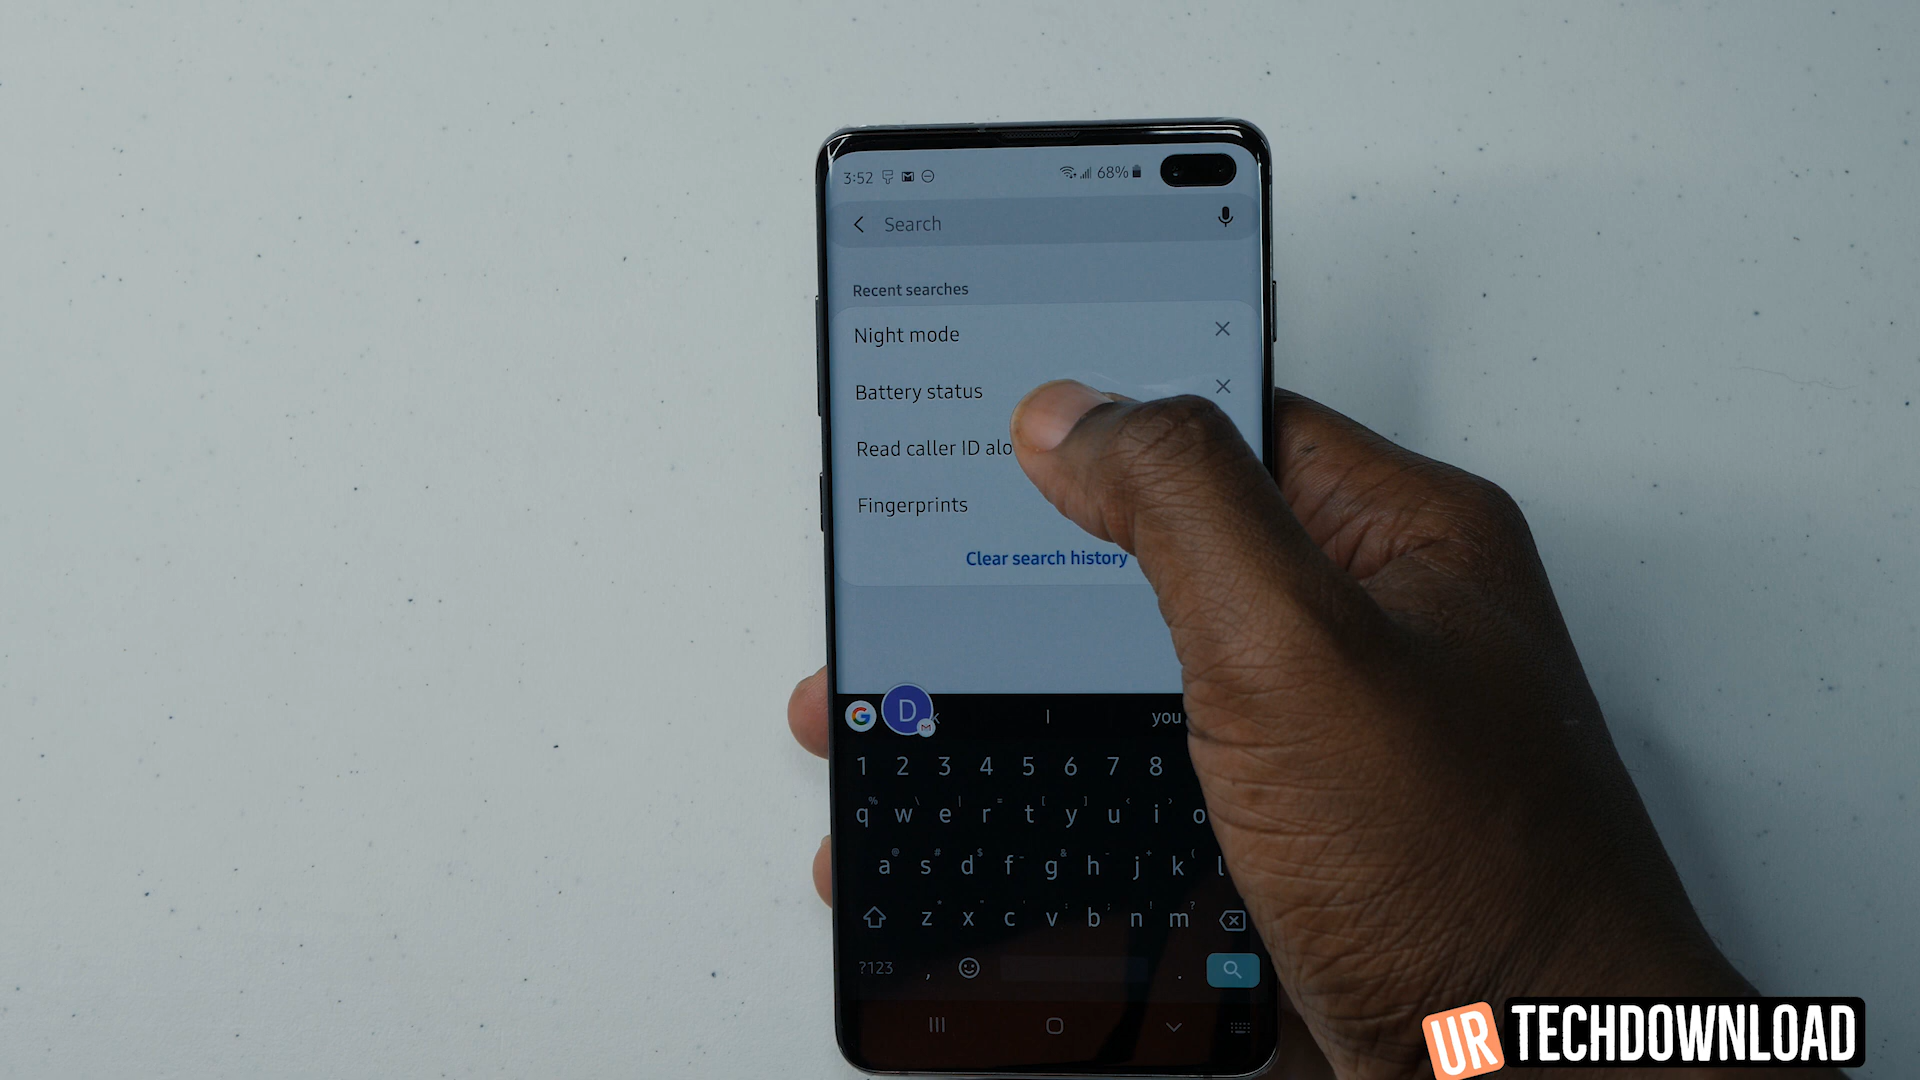 3:52 68%
Search
Recent searches
Night mode
Battery status
Read caller ID alo
Fingerprints
Clear search history
G D k I you
1 2 3 4 5 6 7 8
q w e r t y u i o
a s d f g h j k l
z x c v b n m
?123 , .
UR TECHDOWNLOAD